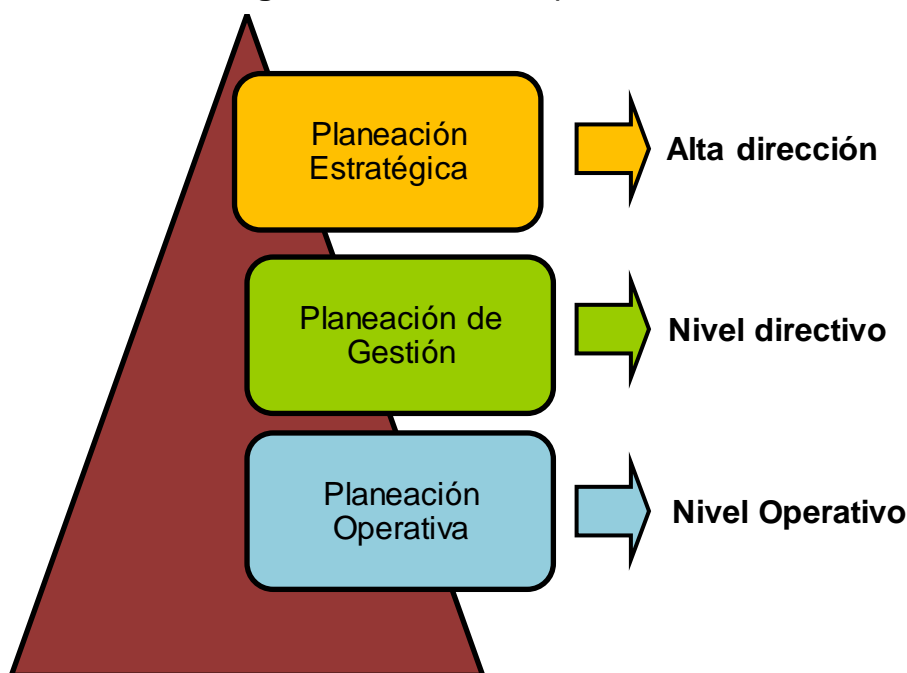 Planeación
Estratégica
Alta dirección
Planeación de
Gestión
Nivel directivo
Planeación
Operativa
Nivel Operativo